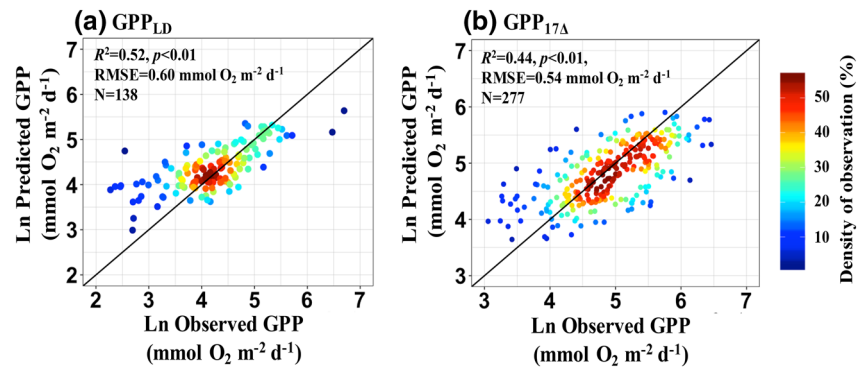 (a) GPP_LD
R²=0.52, p<0.01
RMSE=0.60 mmol O₂ m⁻² d⁻¹
N=138
7
6
5
4
3
2
Ln Predicted GPP
(mmol O₂ m⁻² d⁻¹)
2 3 4 5 6 7
Ln Observed GPP
(mmol O₂ m⁻² d⁻¹)
(b) GPP₁₇Δ
R²=0.44, p<0.01,
RMSE=0.54 mmol O₂ m⁻² d⁻¹
N=277
7
6
5
4
3
Ln Predicted GPP
(mmol O₂ m⁻² d⁻¹)
3 4 5 6 7
Ln Observed GPP
(mmol O₂ m⁻² d⁻¹)
50
40
30
20
10
Density of observation (%)